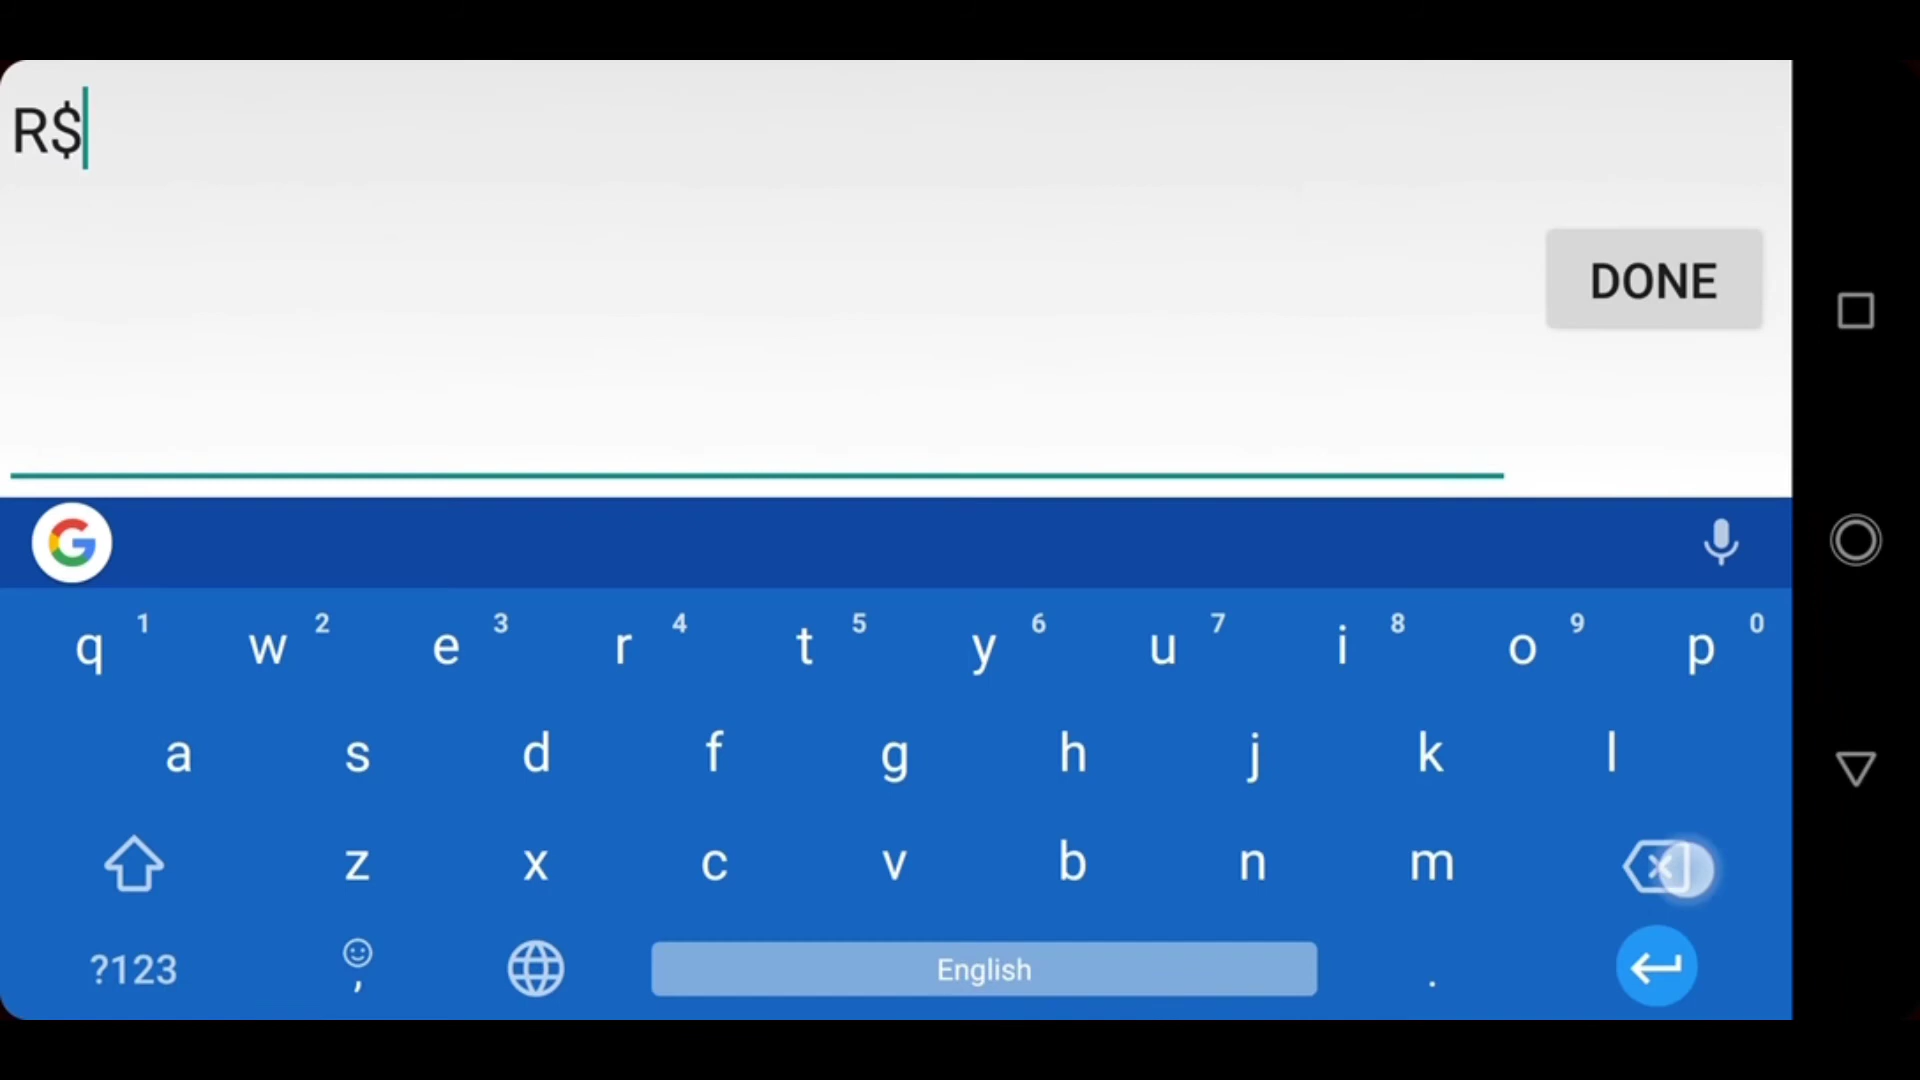 R$
DONE
G
q 1 w 2 e 3 r 4 t 5 y 6 u 7 i 8 o 9 p 0
a s d f g h j k l
z x c v b n m
?123 , English .